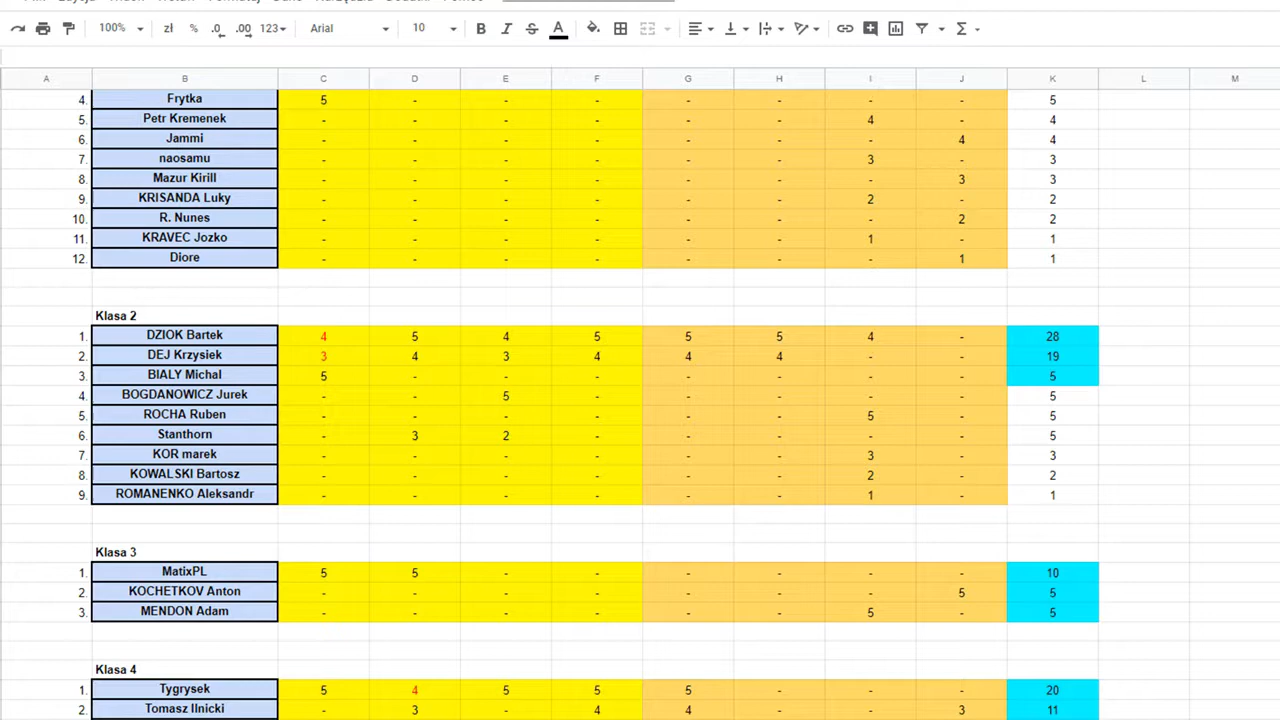 100% zł % .0 .00 123 Arial 10 B I S A Σ
A B C D E F G H I J K L M
4. Frytka 5 - - - - - - - 5
5. Petr Kremenek - - - - - - 4 - 4
6. Jammi - - - - - - - 4 4
7. naosamu - - - - - - 3 - 3
8. Mazur Kirill - - - - - - - 3 3
9. KRISANDA Luky - - - - - - 2 - 2
10. R. Nunes - - - - - - - 2 2
11. KRAVEC Jozko - - - - - - 1 - 1
12. Diore - - - - - - - 1 1
Klasa 2
1. DZIOK Bartek 4 5 4 5 5 5 4 - 28
2. DEJ Krzysiek 3 4 3 4 4 4 - - 19
3. BIALY Michal 5 - - - - - - - 5
4. BOGDANOWICZ Jurek - - 5 - - - - - 5
5. ROCHA Ruben - - - - - - 5 - 5
6. Stanthorn - 3 2 - - - - - 5
7. KOR marek - - - - - - 3 - 3
8. KOWALSKI Bartosz - - - - - - 2 - 2
9. ROMANENKO Aleksandr - - - - - - 1 - 1
Klasa 3
1. MatixPL 5 5 - - - - - - 10
2. KOCHETKOV Anton - - - - - - - 5 5
3. MENDON Adam - - - - - - 5 - 5
Klasa 4
1. Tygrysek 5 4 5 5 5 - - - 20
2. Tomasz Ilnicki - 3 - 4 4 - - 3 11